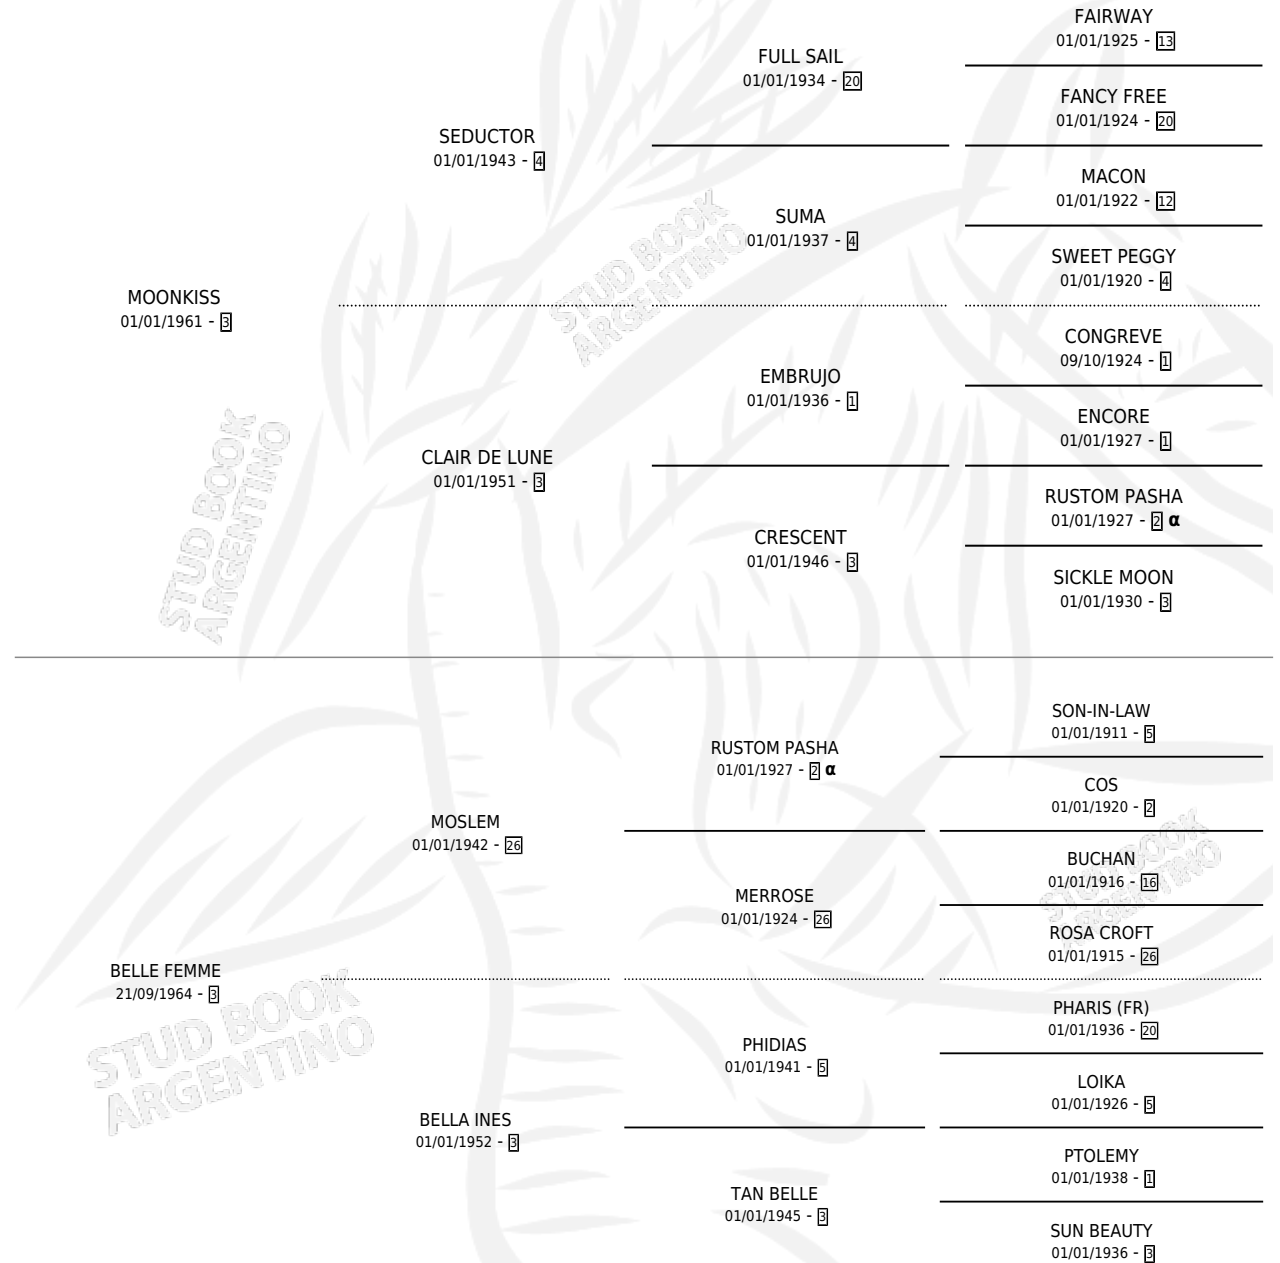 FAIRWAY
01/01/1925 - 13
FULL SAIL
01/01/1934 - 20
FANCY FREE
01/01/1924 - 20
SEDUCTOR
01/01/1943 - 4
MACON
01/01/1922 - 12
SUMA
01/01/1937 - 4
SWEET PEGGY
01/01/1920 - 4
STUD BOOK
ARGENTINO
MOONKISS
01/01/1961 - 3
CONGREVE
09/10/1924 - 1
EMBRUJO
01/01/1936 - 1
ENCORE
01/01/1927 - 1
CLAIR DE LUNE
01/01/1951 - 3
RUSTOM PASHA
01/01/1927 - 2 α
CRESCENT
01/01/1946 - 3
SICKLE MOON
01/01/1930 - 3
STUD BOOK
ARGENTINO
SON-IN-LAW
01/01/1911 - 5
RUSTOM PASHA
01/01/1927 - 2 α
COS
01/01/1920 - 2
MOSLEM
01/01/1942 - 26
BUCHAN
01/01/1916 - 16
MERROSE
01/01/1924 - 26
ROSA CROFT
01/01/1915 - 26
STUD BOOK
ARGENTINO
BELLE FEMME
21/09/1964 - 3
PHARIS (FR)
01/01/1936 - 20
PHIDIAS
01/01/1941 - 5
LOIKA
01/01/1926 - 5
STUD BOOK
ARGENTINO
BELLA INES
01/01/1952 - 3
PTOLEMY
01/01/1938 - 1
TAN BELLE
01/01/1945 - 3
SUN BEAUTY
01/01/1936 - 3